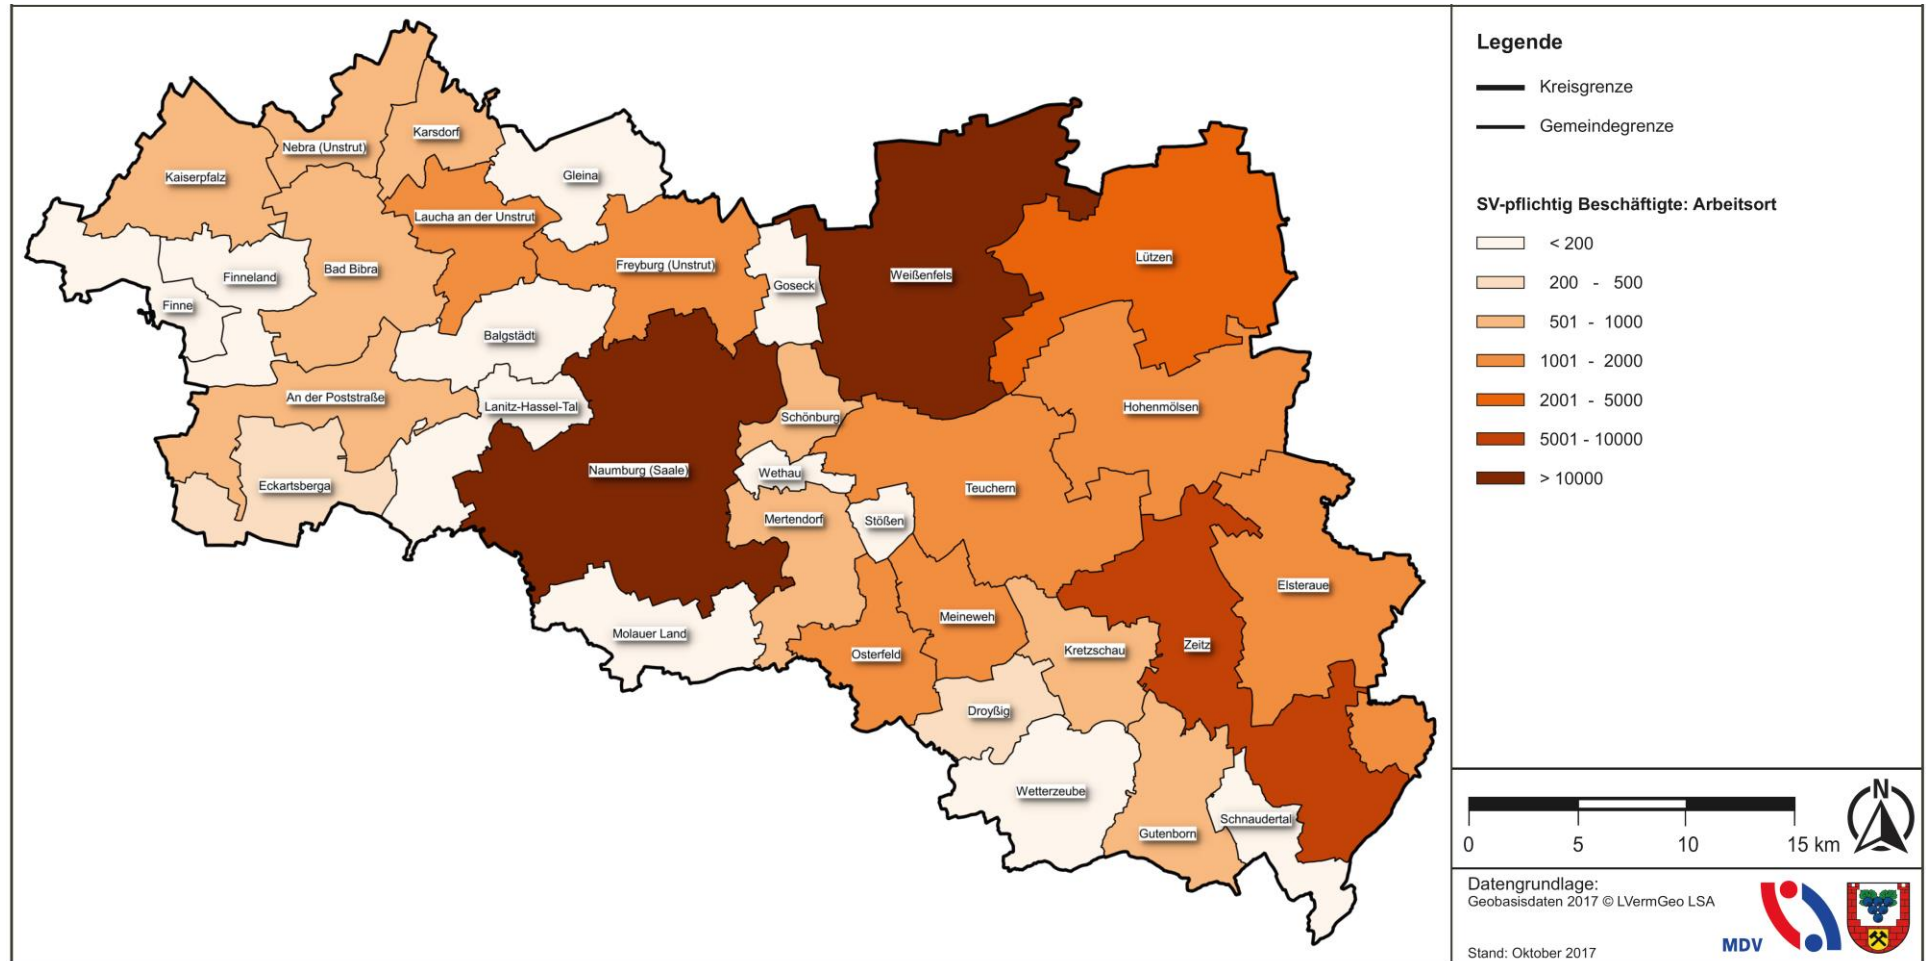 Karsdorf
Nebra (Unstrut)
Kaiserpfalz
Gleina
Laucha an der Unstrut
Freyburg (Unstrut)
Bad Bibra
Finneland
Finne
Goseck
Weißenfels
Lützen
Balgstädt
An der Poststraße
Lanitz-Hassel-Tal
Schönburg
Hohenmölsen
Naumburg (Saale)
Wethau
Eckartsberga
Teuchern
Mertendorf
Stößen
Elsteraue
Meineweh
Molauer Land
Osterfeld
Kretzschau
Zeitz
Droyßig
Wetterzeube
Gutenborn
Schnaudertal
Legende
Kreisgrenze
Gemeindegrenze
SV-pflichtig Beschäftigte: Arbeitsort
< 200
200 - 500
501 - 1000
1001 - 2000
2001 - 5000
5001 - 10000
> 10000
N
0 5 10 15 km
Datengrundlage:
Geobasisdaten 2017 © LVermGeo LSA
MDV
Stand: Oktober 2017